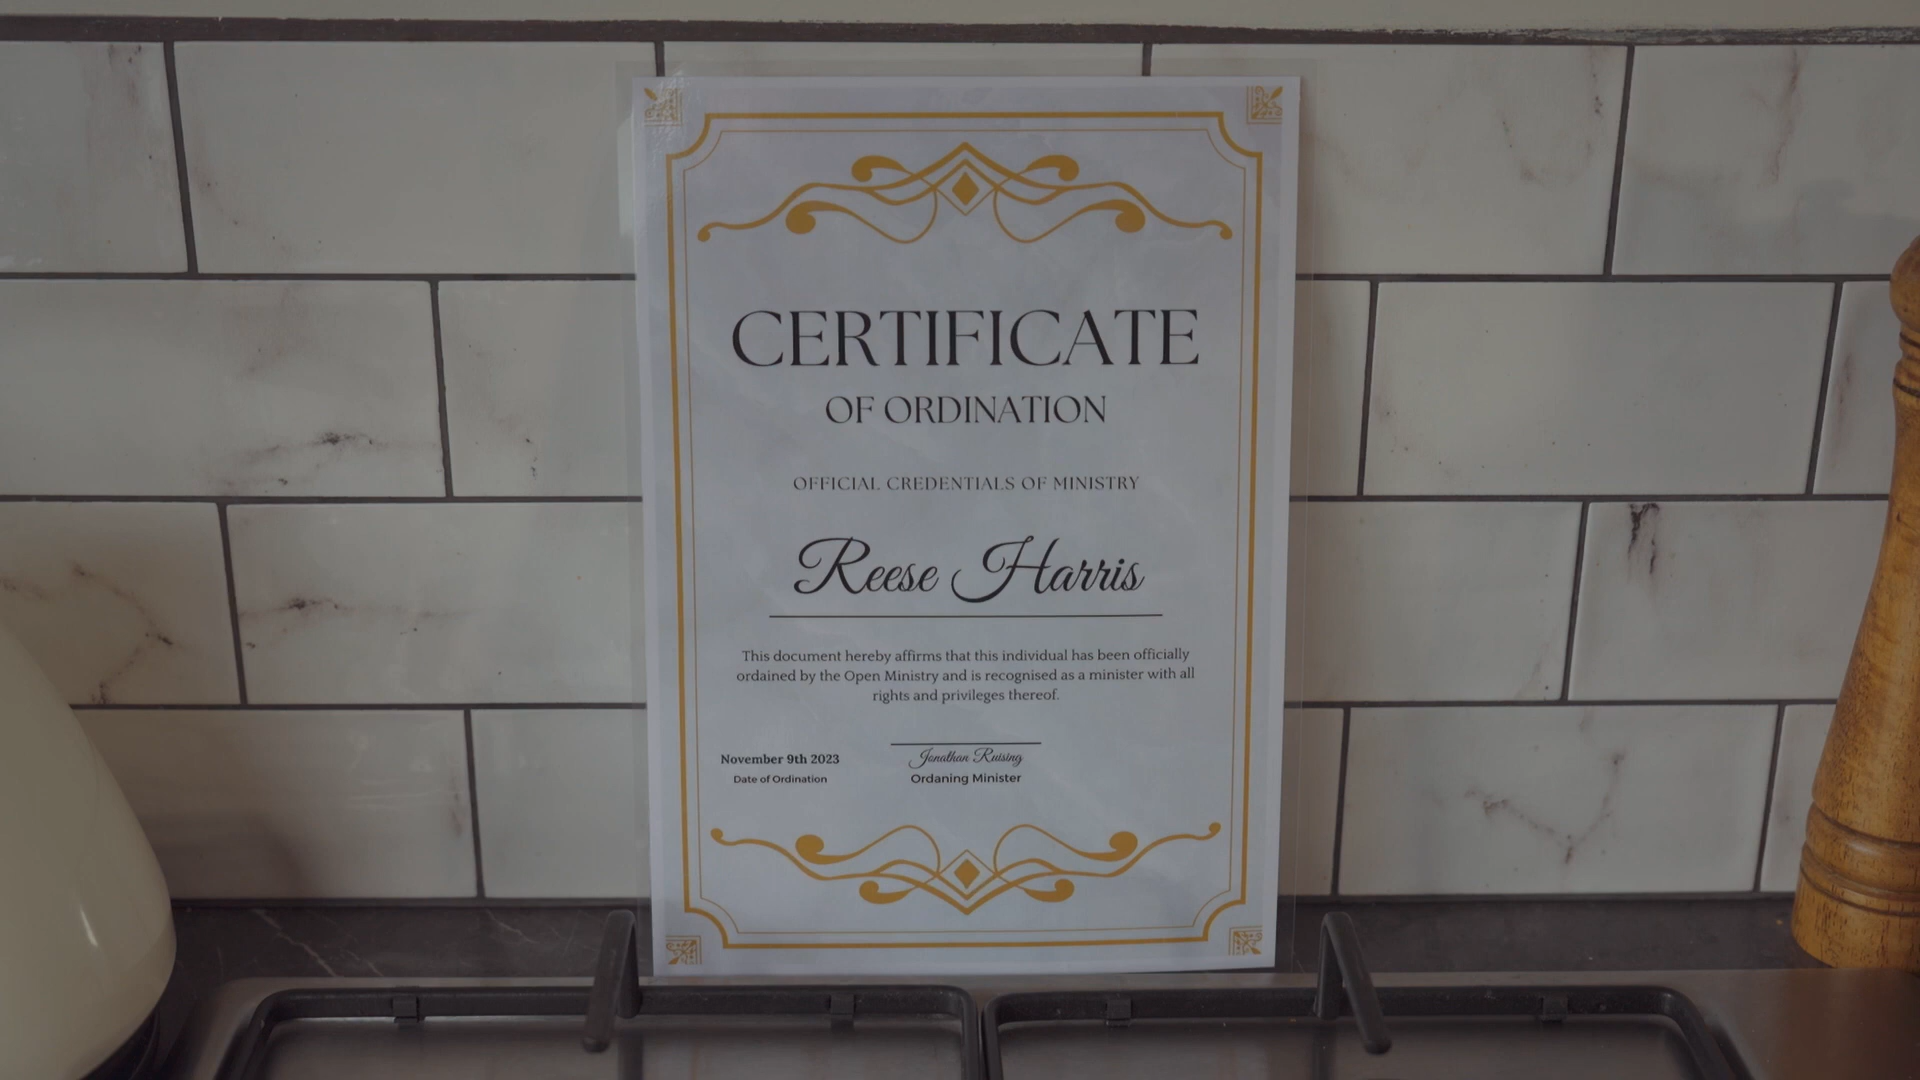 CERTIFICATE
OF ORDINATION
OFFICIAL CREDENTIALS OF MINISTRY
Reese Harris
This document hereby affirms that this individual has been officially
ordained by the Open Ministry and is recognised as a minister with all
rights and privileges thereof.
November 9th 2023
Date of Ordination
Jonathan Ruising
Ordaning Minister